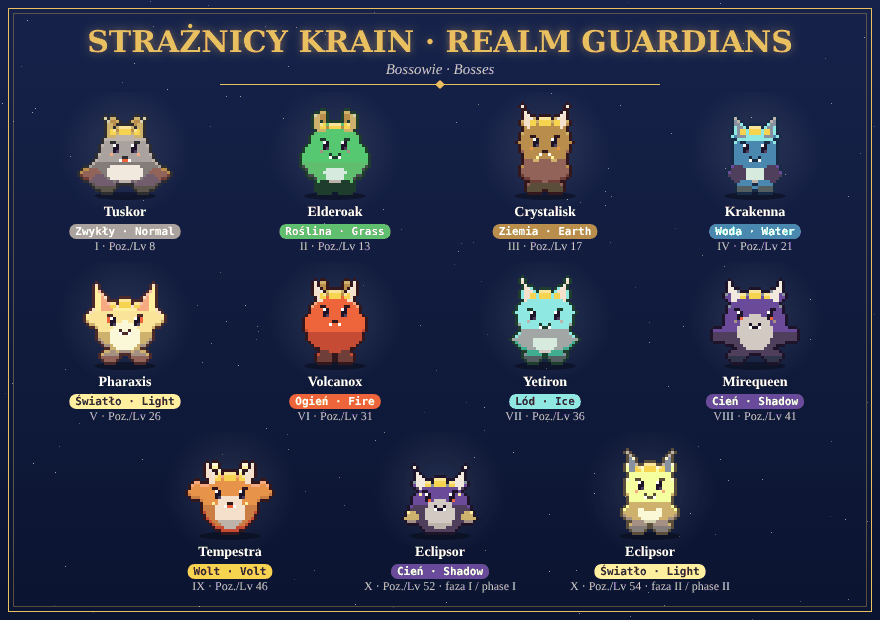 STRAŻNICY KRAIN · REALM GUARDIANS
Bossowie · Bosses
Tuskor
Zwykły · Normal
I · Poz./Lv 8
Elderoak
Roślina · Grass
II · Poz./Lv 13
Crystalisk
Ziemia · Earth
III · Poz./Lv 17
Krakenna
Woda · Water
IV · Poz./Lv 21
Pharaxis
Światło · Light
V · Poz./Lv 26
Volcanox
Ogień · Fire
VI · Poz./Lv 31
Yetiron
Lód · Ice
VII · Poz./Lv 36
Mirequeen
Cień · Shadow
VIII · Poz./Lv 41
Tempestra
Wolt · Volt
IX · Poz./Lv 46
Eclipsor
Cień · Shadow
X · Poz./Lv 52 · faza I / phase I
Eclipsor
Światło · Light
X · Poz./Lv 54 · faza II / phase II